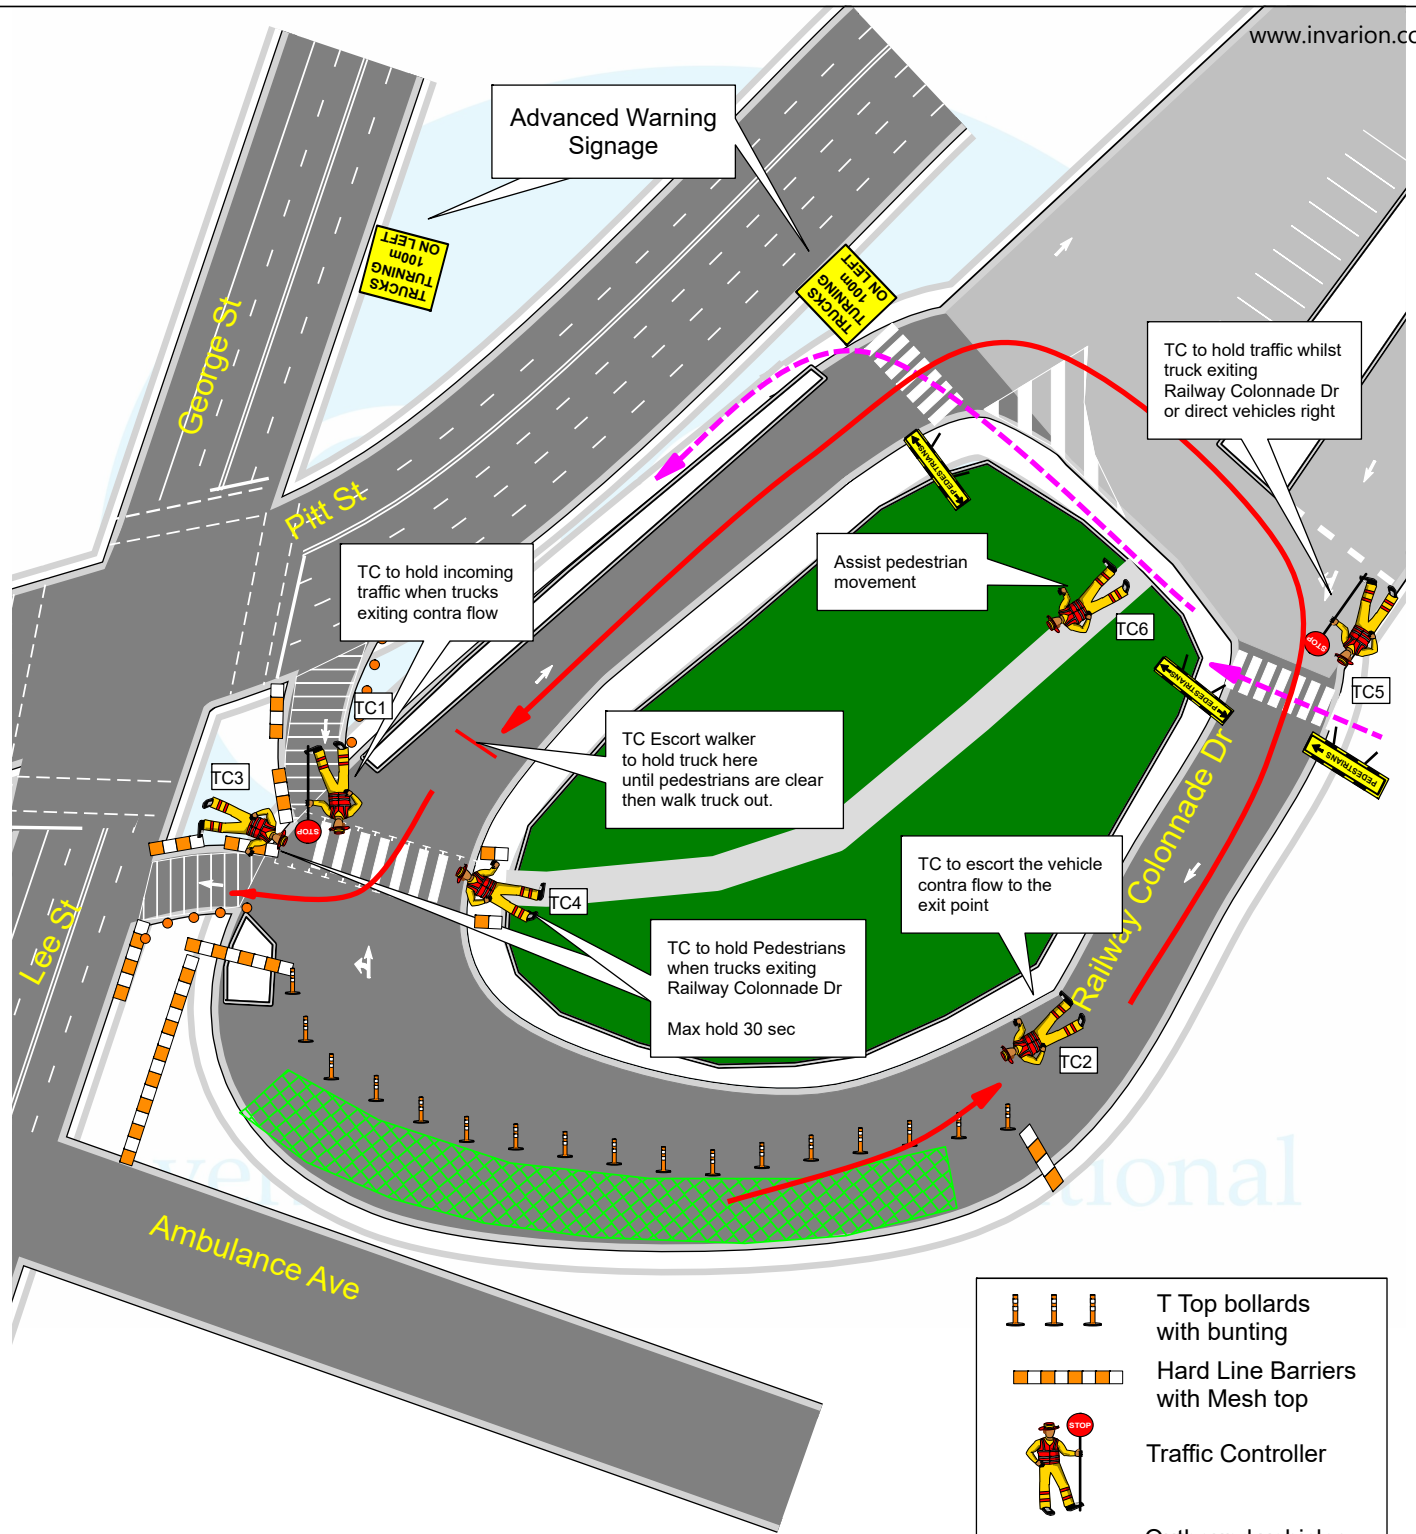 www.invarion.co
Advanced Warning
Signage
TRUCKS
TURNING
100m
ON LEFT
TRUCKS
TURNING
100m
ON LEFT
George St
Pitt St
TC to hold traffic whilst
truck exiting
Railway Colonnade Dr
or direct vehicles right
PEDESTRIANS
TC to hold incoming
traffic when trucks
exiting contra flow
Assist pedestrian
movement
TC6
STOP
TC5
PEDESTRIANS
PEDESTRIANS
TC1
TC Escort walker
to hold truck here
until pedestrians are clear
then walk truck out.
TC3
STOP
TC4
TC to escort the vehicle
contra flow to the
exit point
Railway Colonnade Dr
Lee St
TC to hold Pedestrians
when trucks exiting
Railway Colonnade Dr
Max hold 30 sec
TC2
Ambulance Ave
T Top bollards
with bunting
Hard Line Barriers
with Mesh top
STOP
Traffic Controller